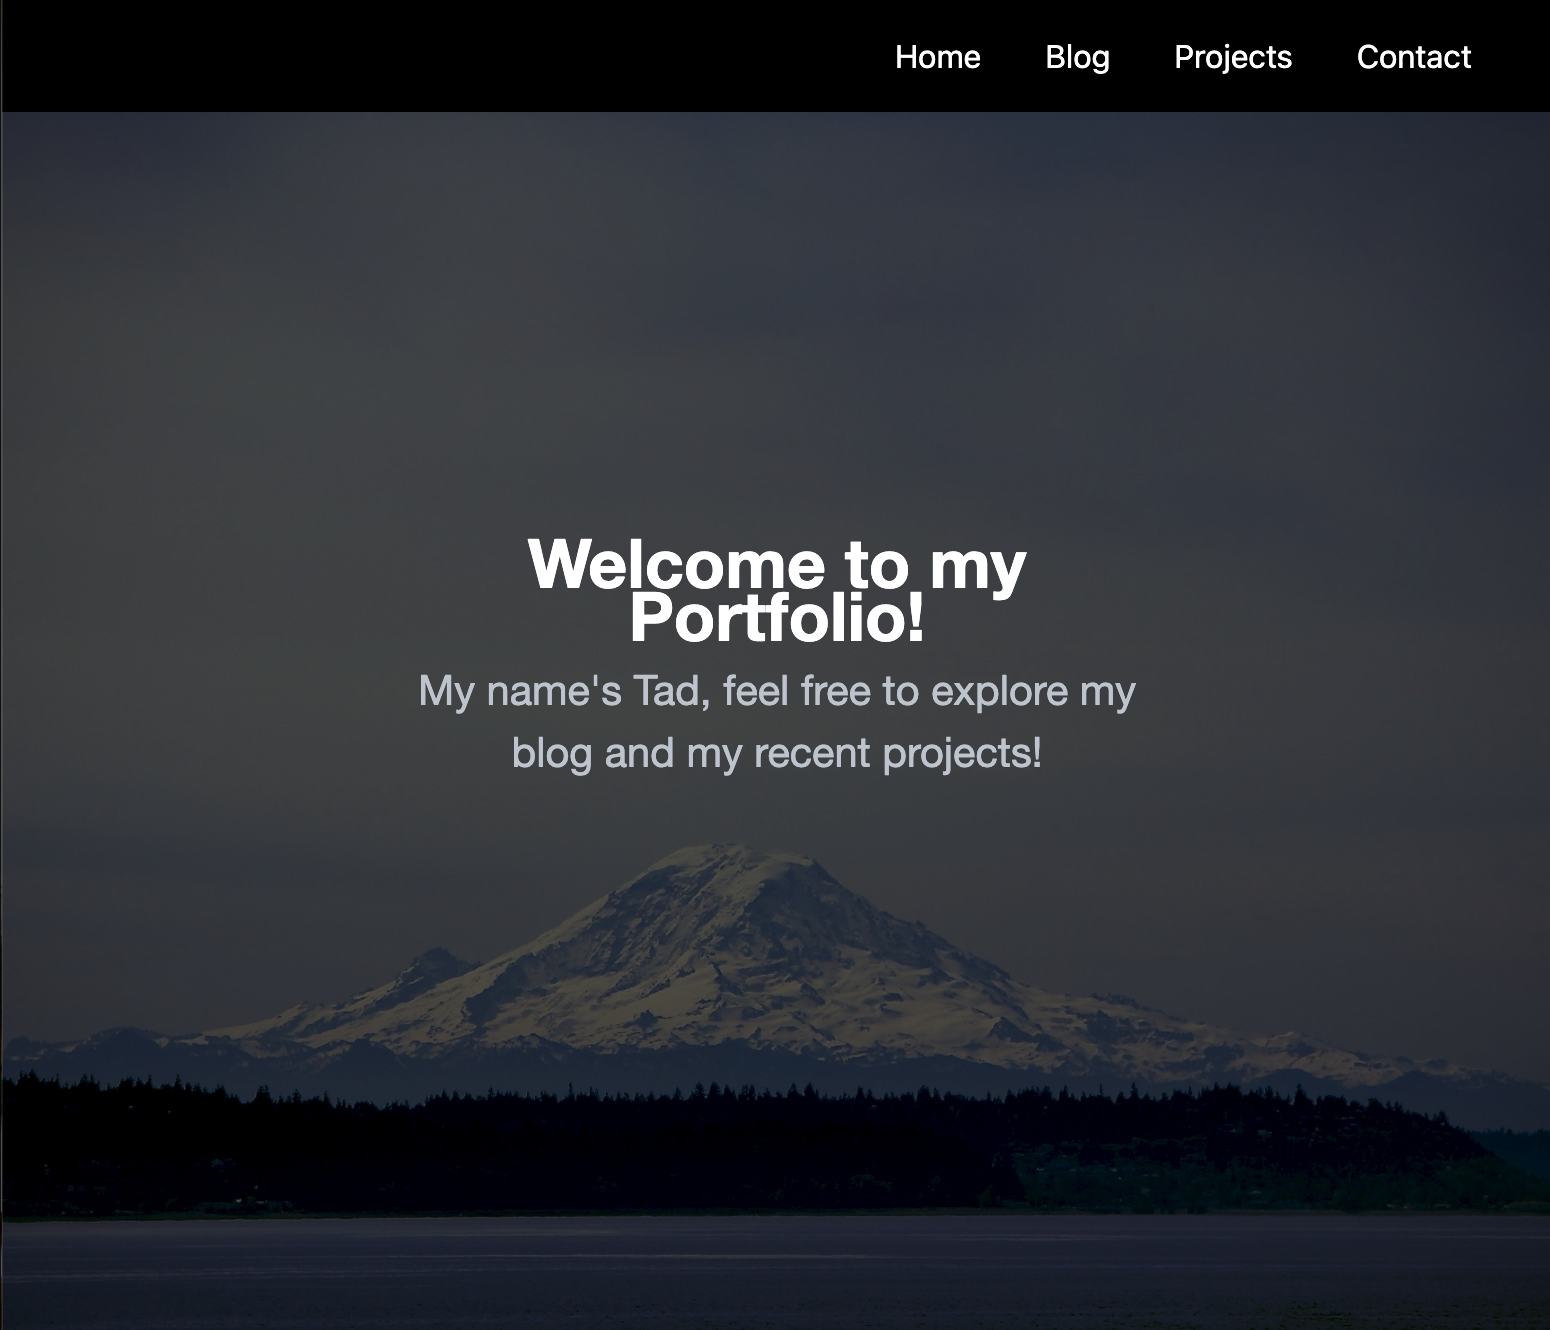 Home Blog Projects Contact
Welcome to my
Portfolio!
My name's Tad, feel free to explore my
blog and my recent projects!